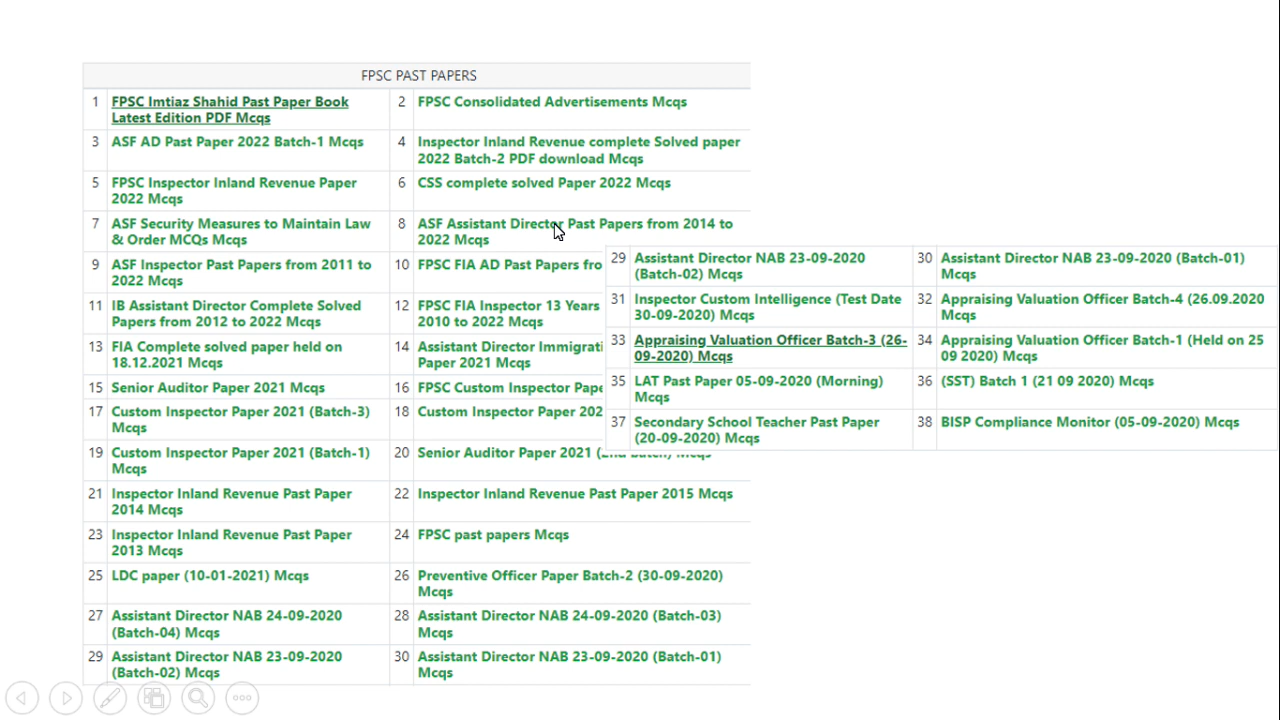 FPSC PAST PAPERS
1 FPSC Imtiaz Shahid Past Paper Book
Latest Edition PDF Mcqs
2 FPSC Consolidated Advertisements Mcqs
3 ASF AD Past Paper 2022 Batch-1 Mcqs
4 Inspector Inland Revenue complete Solved paper
2022 Batch-2 PDF download Mcqs
5 FPSC Inspector Inland Revenue Paper
2022 Mcqs
6 CSS complete solved Paper 2022 Mcqs
7 ASF Security Measures to Maintain Law
& Order MCQs Mcqs
8 ASF Assistant Director Past Papers from 2014 to
2022 Mcqs
9 ASF Inspector Past Papers from 2011 to
2022 Mcqs
10 FPSC FIA AD Past Papers fro
11 IB Assistant Director Complete Solved
Papers from 2012 to 2022 Mcqs
12 FPSC FIA Inspector 13 Years
2010 to 2022 Mcqs
13 FIA Complete solved paper held on
18.12.2021 Mcqs
14 Assistant Director Immigrati
Paper 2021 Mcqs
15 Senior Auditor Paper 2021 Mcqs
16 FPSC Custom Inspector Pape
17 Custom Inspector Paper 2021 (Batch-3)
Mcqs
18 Custom Inspector Paper 202
19 Custom Inspector Paper 2021 (Batch-1)
Mcqs
20 Senior Auditor Paper 2021 (2nd Batch) Mcqs
21 Inspector Inland Revenue Past Paper
2014 Mcqs
22 Inspector Inland Revenue Past Paper 2015 Mcqs
23 Inspector Inland Revenue Past Paper
2013 Mcqs
24 FPSC past papers Mcqs
25 LDC paper (10-01-2021) Mcqs
26 Preventive Officer Paper Batch-2 (30-09-2020)
Mcqs
27 Assistant Director NAB 24-09-2020
(Batch-04) Mcqs
28 Assistant Director NAB 24-09-2020 (Batch-03)
Mcqs
29 Assistant Director NAB 23-09-2020
(Batch-02) Mcqs
30 Assistant Director NAB 23-09-2020 (Batch-01)
Mcqs
29 Assistant Director NAB 23-09-2020
(Batch-02) Mcqs
30 Assistant Director NAB 23-09-2020 (Batch-01)
Mcqs
31 Inspector Custom Intelligence (Test Date
30-09-2020) Mcqs
32 Appraising Valuation Officer Batch-4 (26.09.2020
Mcqs
33 Appraising Valuation Officer Batch-3 (26-
09-2020) Mcqs
34 Appraising Valuation Officer Batch-1 (Held on 25
09 2020) Mcqs
35 LAT Past Paper 05-09-2020 (Morning)
Mcqs
36 (SST) Batch 1 (21 09 2020) Mcqs
37 Secondary School Teacher Past Paper
(20-09-2020) Mcqs
38 BISP Compliance Monitor (05-09-2020) Mcqs